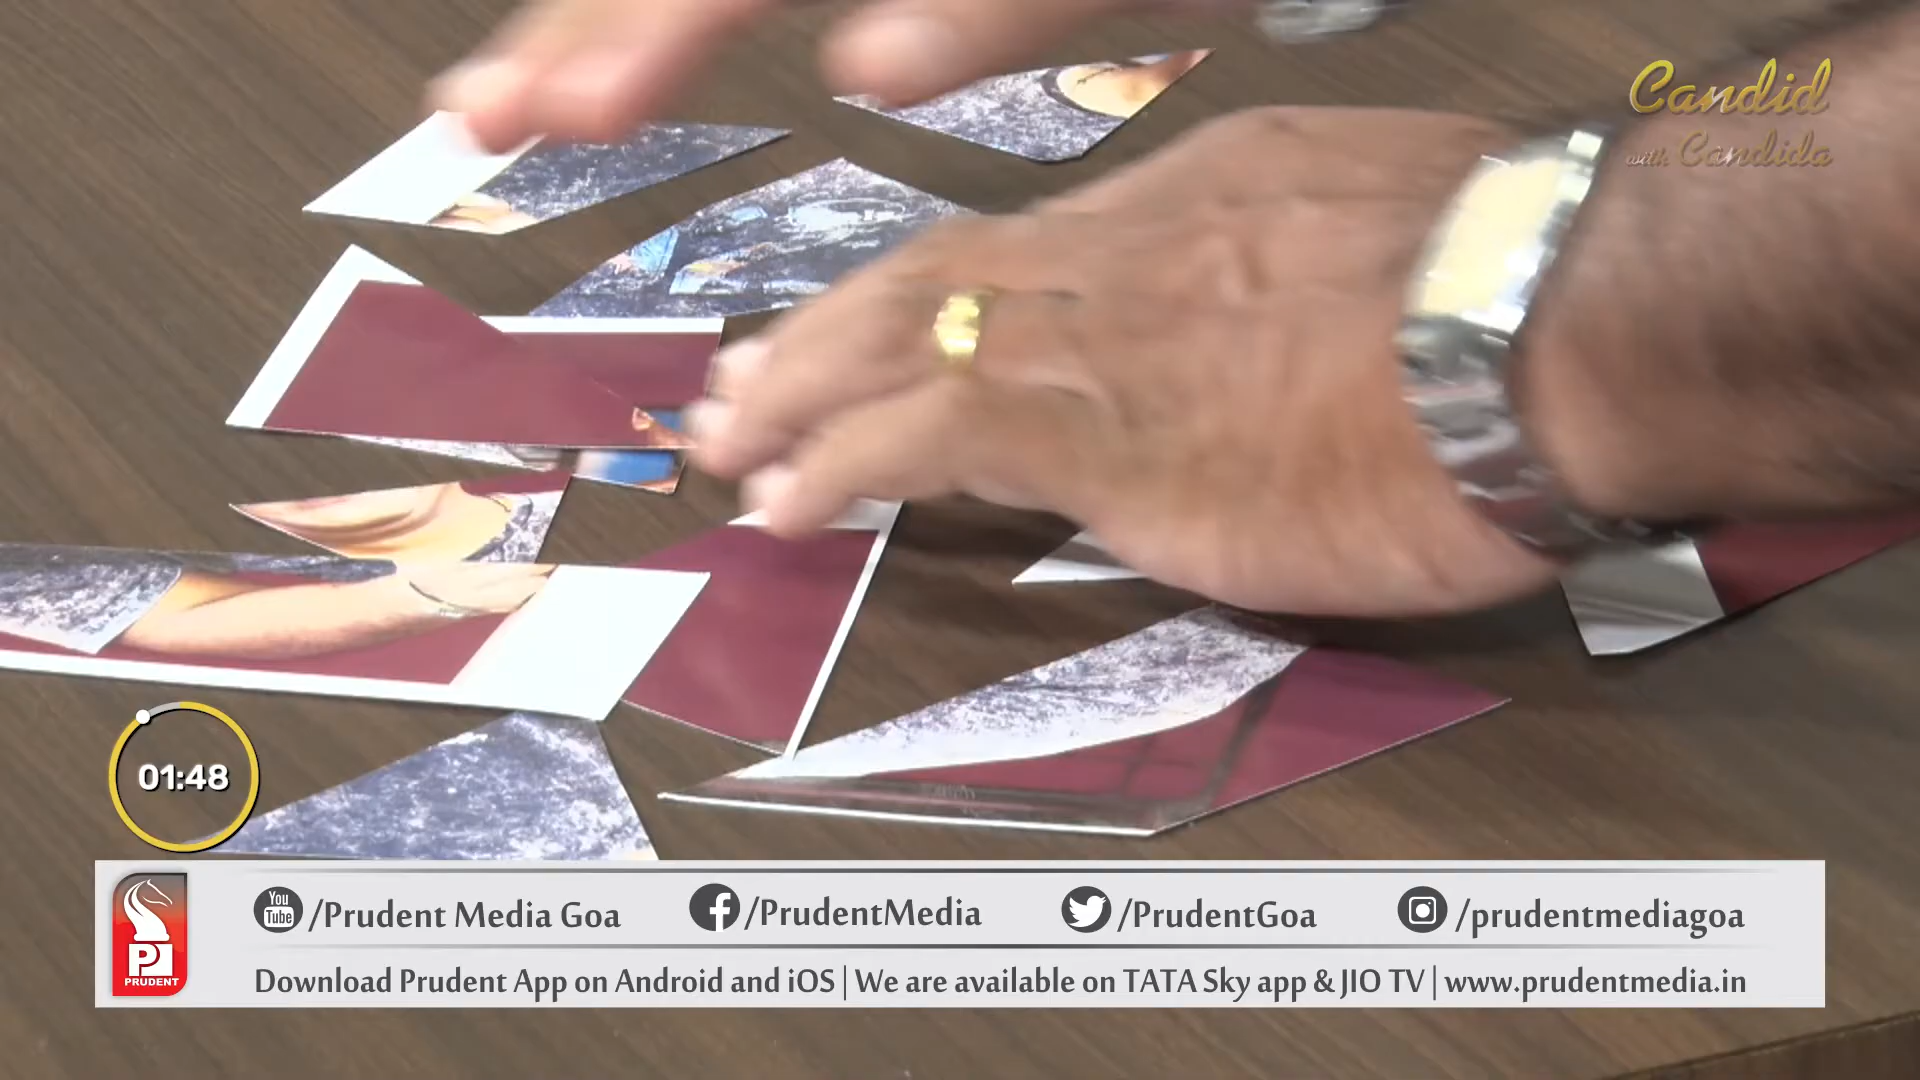 Candid
with Candida
01:48
You
Tube /Prudent Media Goa
f /PrudentMedia
/PrudentGoa
/prudentmediagoa
PRUDENT
Download Prudent App on Android and iOS | We are available on TATA Sky app & JIO TV | www.prudentmedia.in